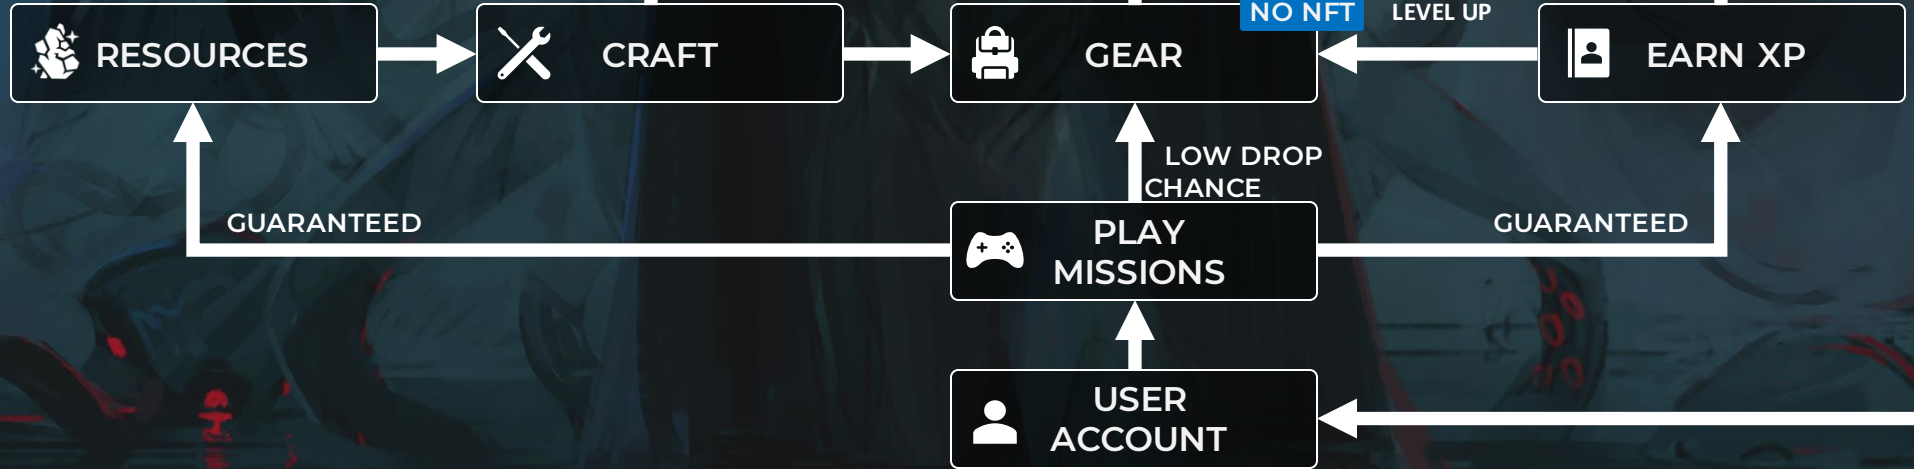 NO NFT
LEVEL UP
RESOURCES
CRAFT
GEAR
EARN XP
LOW DROP
CHANCE
GUARANTEED
GUARANTEED
PLAY
MISSIONS
USER
ACCOUNT